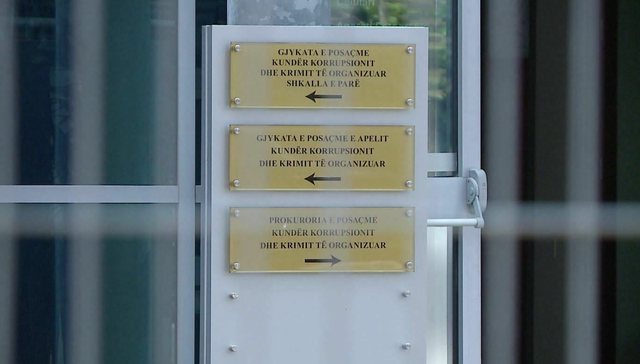 GJYKATA E POSAÇME
KUNDËR KORRUPSIONIT
DHE KRIMIT TË ORGANIZUAR
SHKALLA E PARË
GJYKATA E POSAÇME E APELIT
KUNDËR KORRUPSIONIT
DHE KRIMIT TË ORGANIZUAR
PROKURORIA E POSAÇME
KUNDËR KORRUPSIONIT
DHE KRIMIT TË ORGANIZUAR